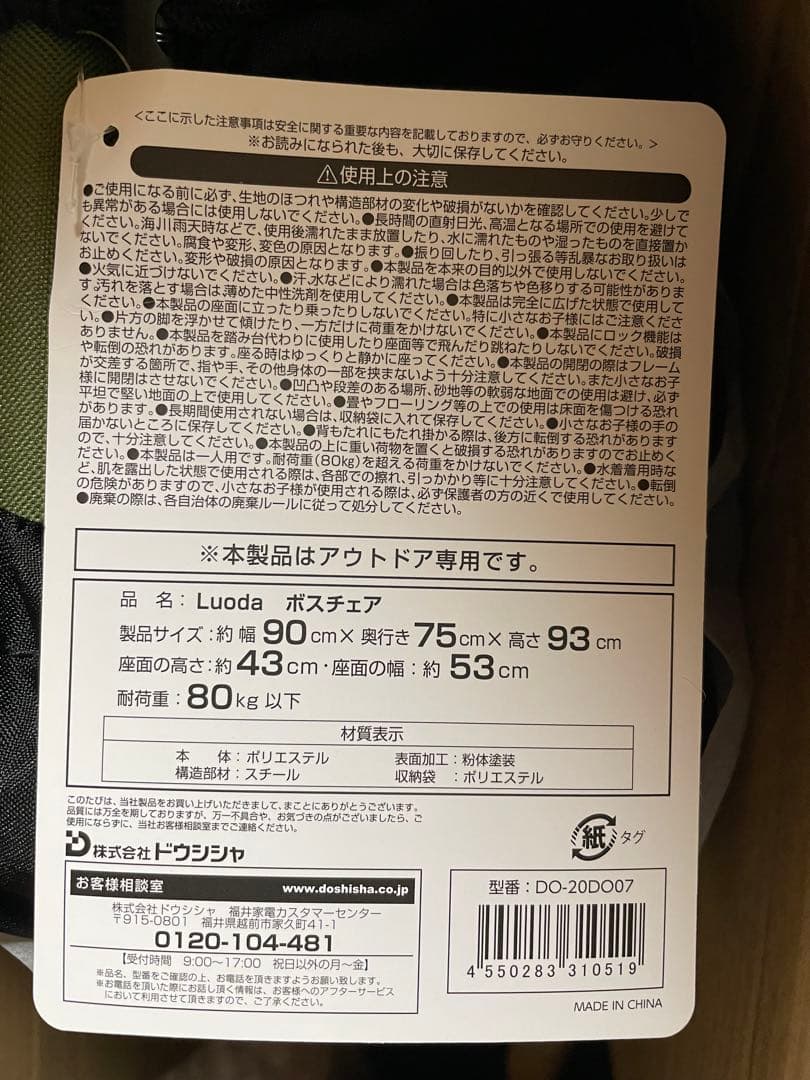 <ここに示した注意事項は安全に関する重要な内容を記載しておりますので、必ずお守りください。>
※お読みになられた後も、大切に保存してください。
⚠使用上の注意
●ご使用になる前に必ず、生地のほつれや構造部材の変化や破損がないかを確認してください。少しで
も異常がある場合には使用しないでください。●長時間の直射日光、高温となる場所での使用を避けて
ください。海川雨天時などで、使用後濡れたまま放置したり、水に濡れたものや湿ったものを直接置か
ないでください。腐食や変形、変色の原因となります。●振り回したり、引っ張る等乱暴なお取り扱いは
お止めください。変形や破損の原因となります。●本製品を本来の目的以外で使用しないでください。
●火気に近づけないでください。●汗、水などにより濡れた場合は色落ちや色移りする可能性がありま
す。汚れを落とす場合は、薄めた中性洗剤を使用してください。●本製品は完全に広げた状態で使用して
ください。●本製品の座面に立ったり乗ったりしないでください。特に小さなお子様にはご注意くださ
い。●片方の脚を浮かせて傾けたり、一方だけに荷重をかけないでください。●本製品にロック機能は
ありません。●本製品を踏み台代わりに使用したり座面等で飛んだり跳ねたりしないでください。破損
や転倒の恐れがあります。座る時はゆっくりと静かに座ってください。●本製品の開閉の際はフレーム
が交差する箇所で、指や手、その他身体の一部を挟まないよう十分注意してください。また小さなお子
様に開閉はさせないでください。●凹凸や段差のある場所、砂地等の軟弱な地面での使用は避け、必ず
平坦で堅い地面の上で使用してください。●畳やフローリング等の上での使用は床面を傷つける恐れ
があります。●長期間使用されない場合は、収納袋に入れて保存してください。●小さなお子様の手の
届かないところに保存してください。●背もたれにもたれ掛かる際は、後方に転倒する恐れがあります
ので、十分注意してください。●本製品の上に重い荷物を置くと破損する恐れがありますのでお止めく
ださい。●本製品は一人用です。耐荷重(80kg)を超える荷重をかけないでください。●水着着用時な
ど、肌を露出した状態で使用される際は、各部での擦れ、引っかかり等に十分注意してください。●転倒
の危険がありますので、小さなお子様が使用される際は、必ず保護者の方の近くで使用してください。
●廃棄の際は、各自治体の廃棄ルールに従って処分してください。
※本製品はアウトドア専用です。
品 名：Luoda ボスチェア
製品サイズ：約 幅 90cm×奥行き 75cm×高さ 93cm
座面の高さ：約 43cm・座面の幅：約 53cm
耐荷重：80kg 以下
材質表示
本 体：ポリエステル 表面加工：粉体塗装
構造部材：スチール 収納袋 ：ポリエステル
このたびは、当社製品をお買い上げいただきまして、まことにありがとうございます。
品質には万全を期しておりますが、万一不具合や、お気づきの点がございましたら、ご
使用にならずに、当社お客様相談室までご連絡ください。
株式会社ドウシシャ
紙 タグ
お客様相談室 www.doshisha.co.jp
株式会社ドウシシャ 福井家電カスタマーセンター
〒915-0801 福井県越前市家久町41-1
0120-104-481
【受付時間 9:00〜17:00 祝日以外の月〜金】
※品名、型番をご確認の上、お電話を頂きますようお願い致します。
※お電話を頂いた際にお話し頂く情報は、お客様へのアフターサービス
において利用させて頂きますので、ご了承ください。
型番：DO-20DO07
4 550283 310519
MADE IN CHINA